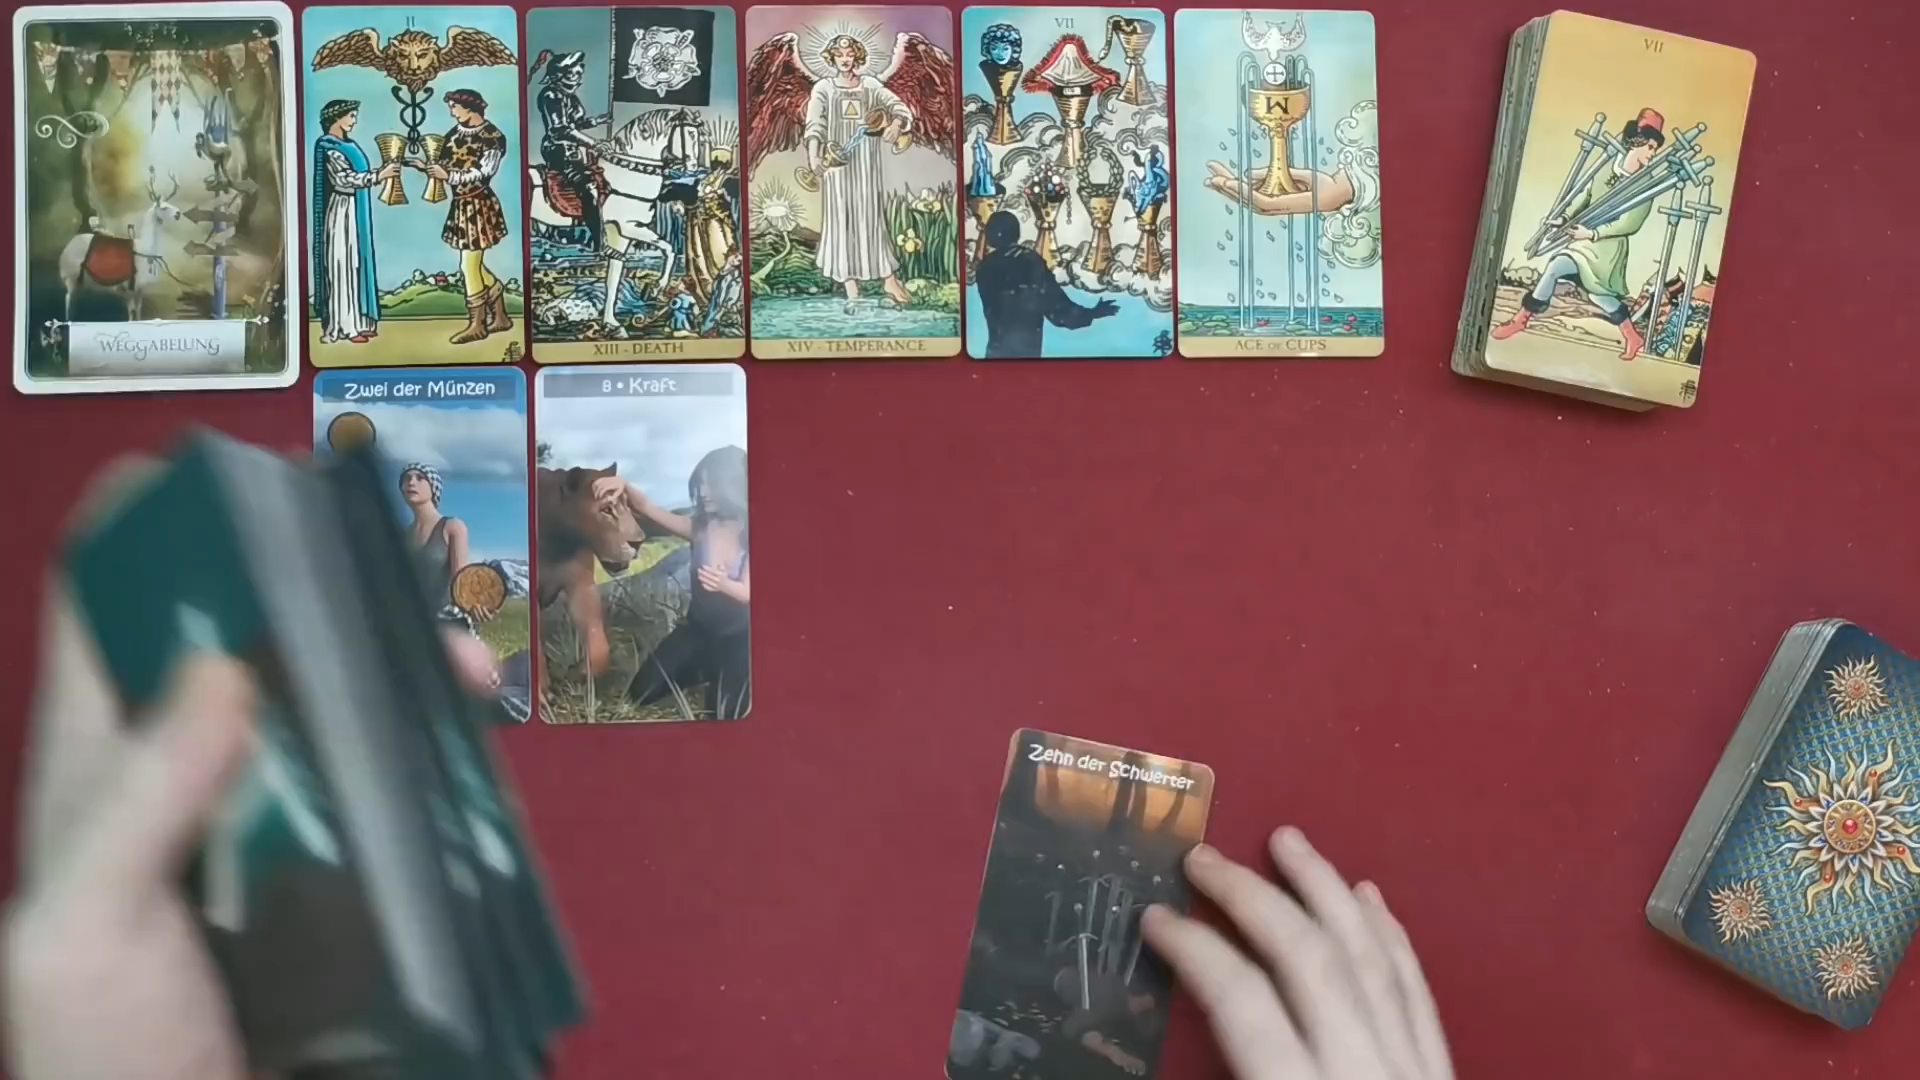 II
VII
VII
WEGGABELUNG
XIII - DEATH
XIV - TEMPERANCE
ACE OF CUPS
Zwei der Münzen
8 • Kraft
Zehn der Schwerter